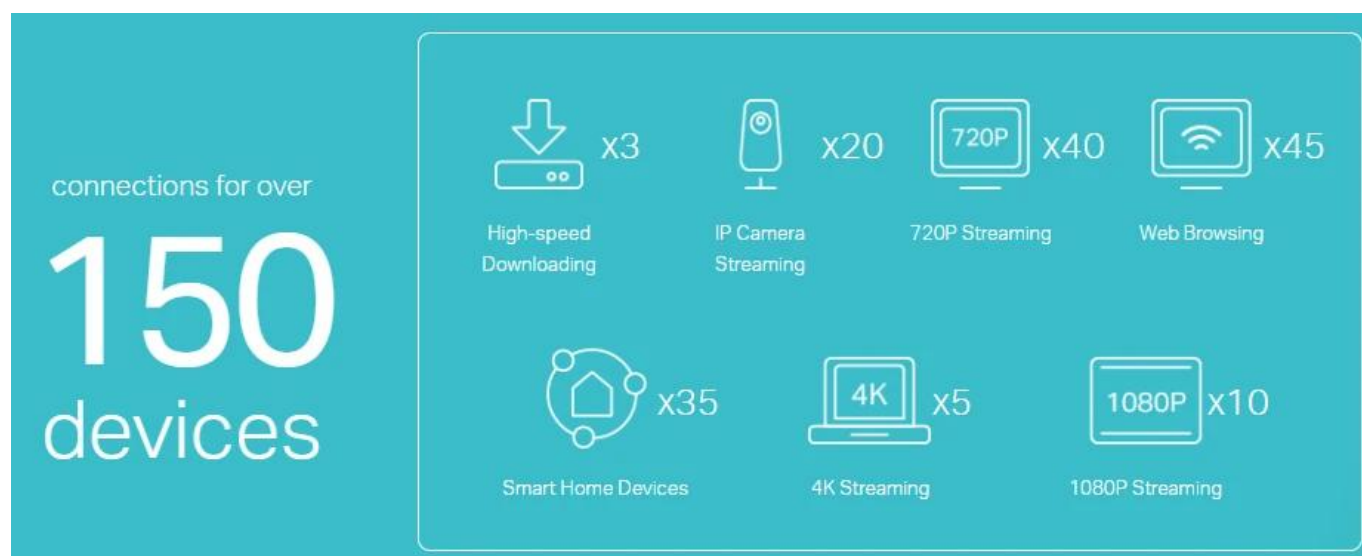 connections for over
150
devices
x3
High-speed
Downloading
x20
IP Camera
Streaming
720P
x40
720P Streaming
x45
Web Browsing
x35
Smart Home Devices
4K
x5
4K Streaming
1080P
x10
1080P Streaming